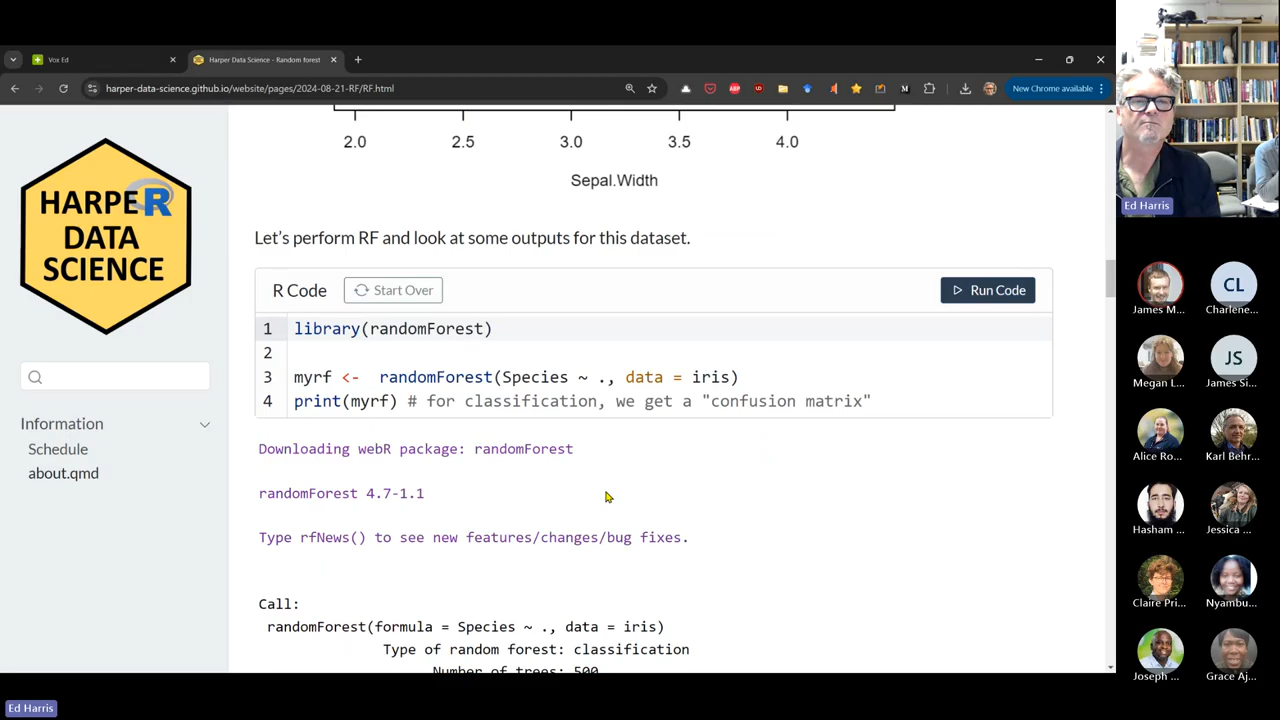 Vox Ed
Harper Data Science - Random forest
harper-data-science.github.io/website/pages/2024-08-21-RF/RF.html
New Chrome available
HARPER
DATA
SCIENCE
Information
Schedule
about.qmd
2.0 2.5 3.0 3.5 4.0
Sepal.Width
Let's perform RF and look at some outputs for this dataset.
R Code
Start Over
Run Code
1 library(randomForest)
2
3 myrf <- randomForest(Species ~ ., data = iris)
4 print(myrf) # for classification, we get a "confusion matrix"
Downloading webR package: randomForest
randomForest 4.7-1.1
Type rfNews() to see new features/changes/bug fixes.
Call:
randomForest(formula = Species ~ ., data = iris)
Type of random forest: classification
Number of trees: 500
Ed Harris
James M...
CL
Charlene...
Megan L...
JS
James Si...
Alice Ro...
Karl Behr...
Hasham ...
Jessica ...
Claire Pri...
Nyambu...
Joseph ...
Grace Aj...
Ed Harris